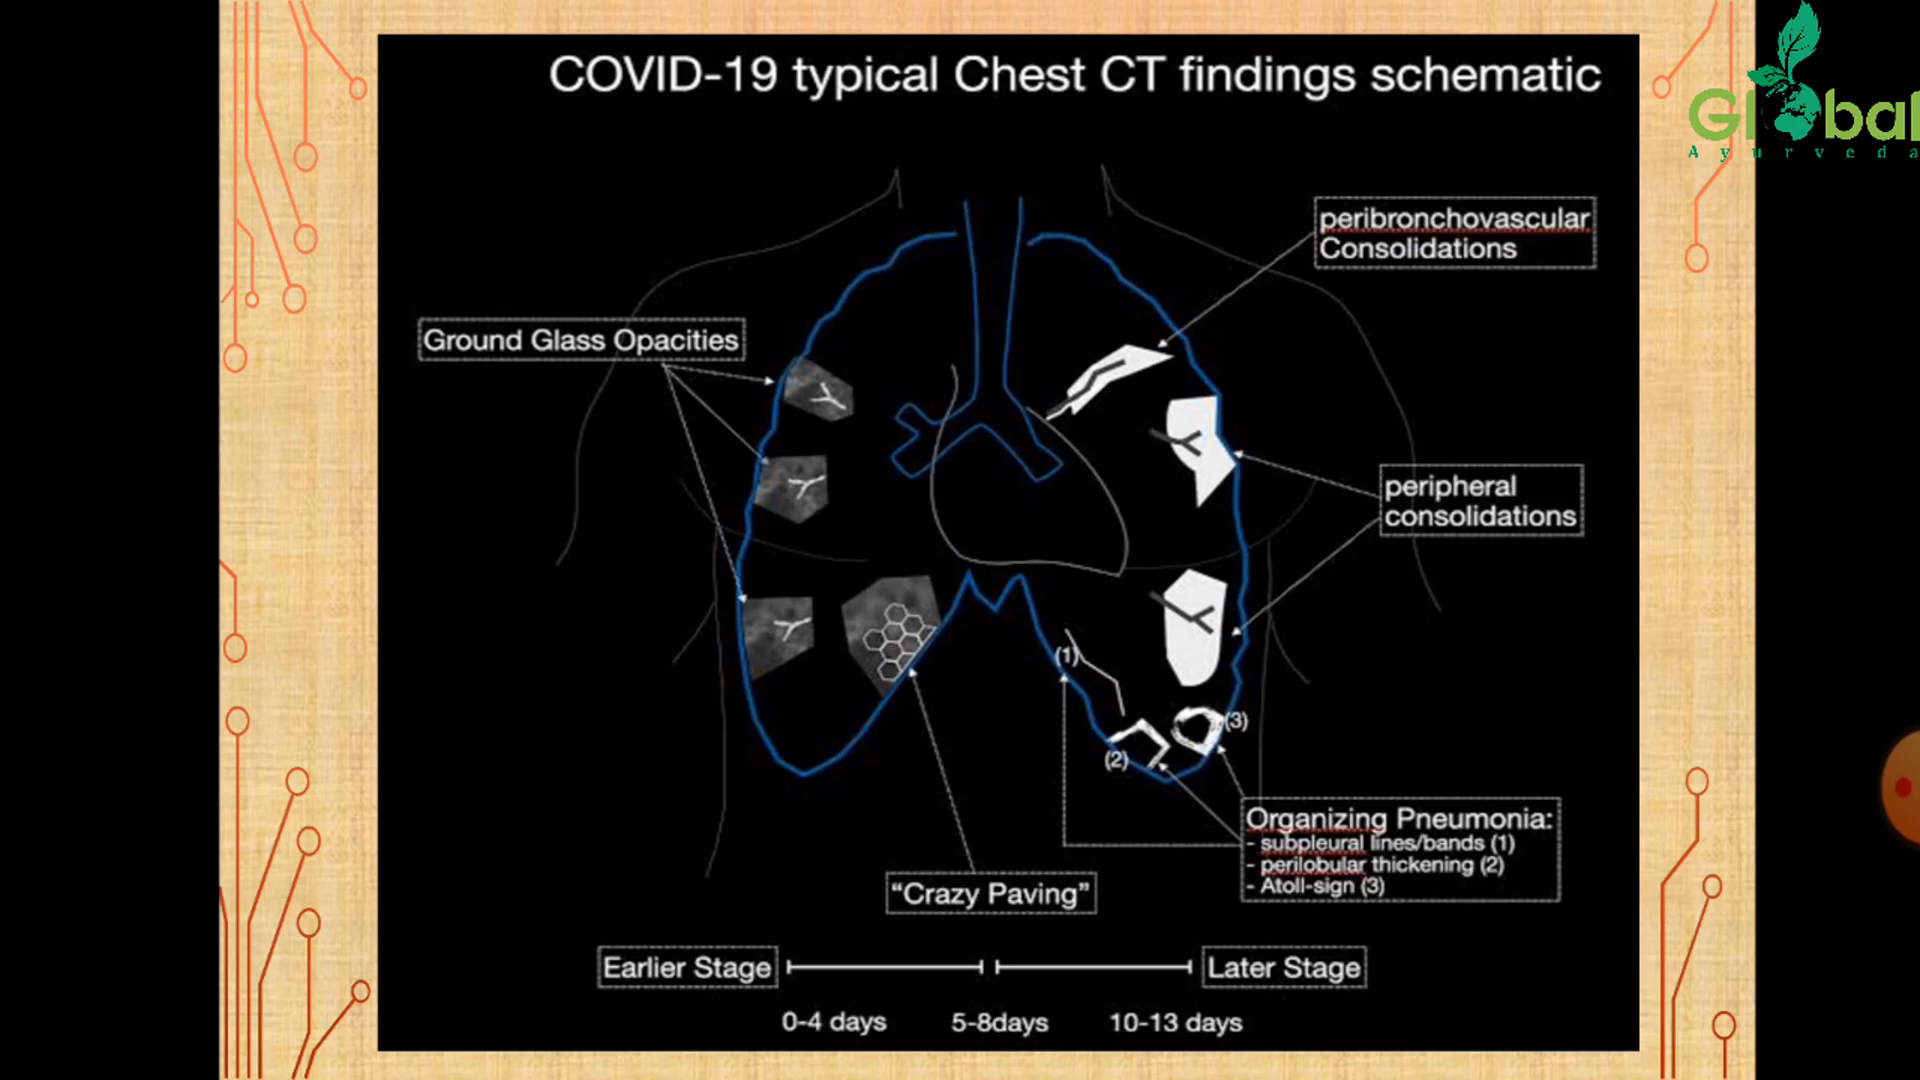 COVID-19 typical Chest CT findings schematic
Global
Ayurveda
peribronchovascular
Consolidations
Ground Glass Opacities
peripheral
consolidations
(1)
(2)
(3)
Organizing Pneumonia:
- subpleural lines/bands (1)
- perilobular thickening (2)
- Atoll-sign (3)
“Crazy Paving”
Earlier Stage
Later Stage
0-4 days
5-8days
10-13 days